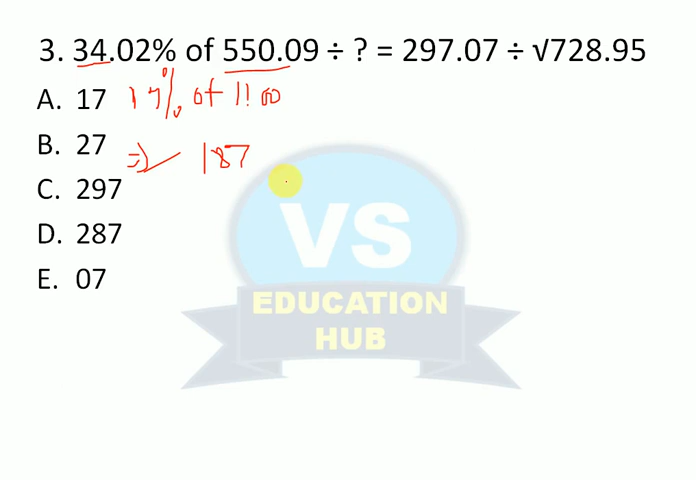 3. 34.02% of 550.09 ÷ ? = 297.07 ÷ √728.95
A. 17
17% of 1100
B. 27
=> 187
C. 297
D. 287
E. 07
VS
EDUCATION
HUB